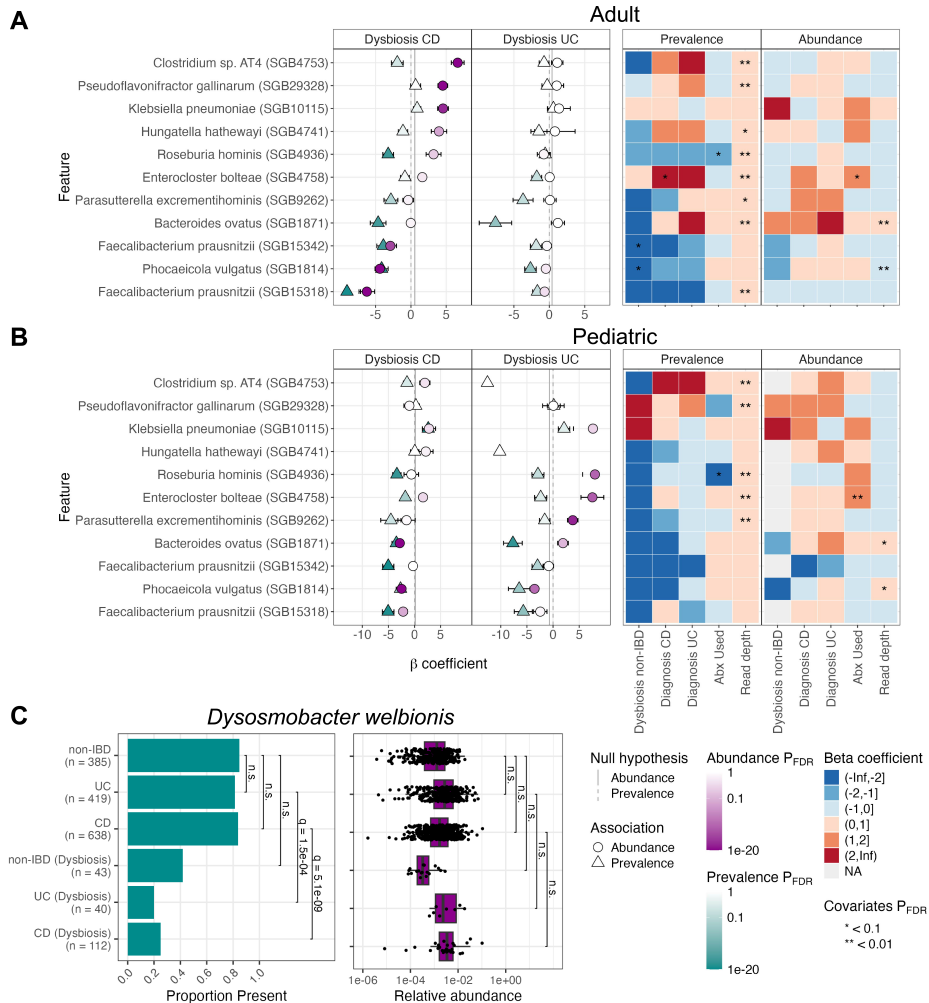 A
Adult
Dysbiosis CD
Dysbiosis UC
Prevalence
Abundance
Feature
Clostridium sp. AT4 (SGB4753)
**
Pseudoflavonifractor gallinarum (SGB29328)
**
Klebsiella pneumoniae (SGB10115)
Hungatella hathewayi (SGB4741)
*
Roseburia hominis (SGB4936)
* **
Enterocloster bolteae (SGB4758)
* ** *
Parasutterella excrementihominis (SGB9262)
*
Bacteroides ovatus (SGB1871)
** **
Faecalibacterium prausnitzii (SGB15342)
*
Phocaeicola vulgatus (SGB1814)
* **
Faecalibacterium prausnitzii (SGB15318)
**
-5 0 5 -5 0 5
B
Pediatric
Dysbiosis CD
Dysbiosis UC
Prevalence
Abundance
Feature
Clostridium sp. AT4 (SGB4753)
**
Pseudoflavonifractor gallinarum (SGB29328)
**
Klebsiella pneumoniae (SGB10115)
Hungatella hathewayi (SGB4741)
Roseburia hominis (SGB4936)
* **
Enterocloster bolteae (SGB4758)
** **
Parasutterella excrementihominis (SGB9262)
**
Bacteroides ovatus (SGB1871)
*
Faecalibacterium prausnitzii (SGB15342)
Phocaeicola vulgatus (SGB1814)
*
Faecalibacterium prausnitzii (SGB15318)
-10 -5 0 5 -10 -5 0 5
β coefficient
Dysbiosis non-IBD
Diagnosis CD
Diagnosis UC
Abx Used
Read depth
Dysbiosis non-IBD
Diagnosis CD
Diagnosis UC
Abx Used
Read depth
C
Dysosmobacter welbionis
non-IBD
(n = 385)
UC
(n = 419)
CD
(n = 638)
non-IBD (Dysbiosis)
(n = 43)
UC (Dysbiosis)
(n = 40)
CD (Dysbiosis)
(n = 112)
n.s.
n.s.
n.s.
q = 1.5e-04
q = 5.1e-09
0.0 0.2 0.4 0.6 0.8 1.0
Proportion Present
n.s.
n.s.
n.s.
n.s.
n.s.
1e-06 1e-04 1e-02 1e+00
Relative abundance
Null hypothesis
Abundance
Prevalence
Association
Abundance
Prevalence
Abundance PFDR
1
0.1
1e-20
Prevalence PFDR
1
0.1
1e-20
Beta coefficient
(-Inf,-2]
(-2,-1]
(-1,0]
(0,1]
(1,2]
(2,Inf)
NA
Covariates PFDR
* < 0.1
** < 0.01